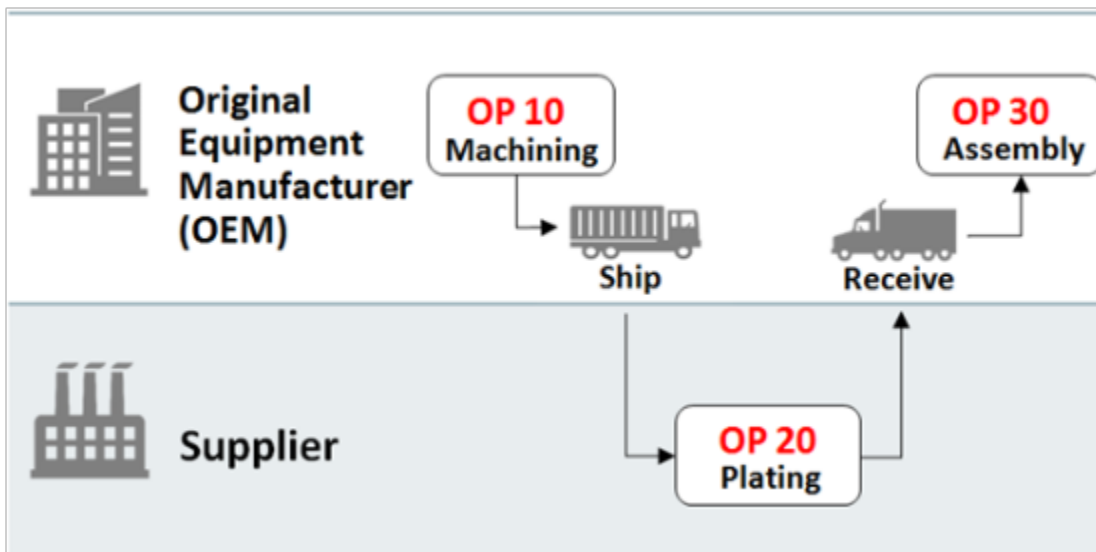 Original
Equipment
Manufacturer
(OEM)
OP 10
Machining
Ship
Receive
OP 30
Assembly
Supplier
OP 20
Plating